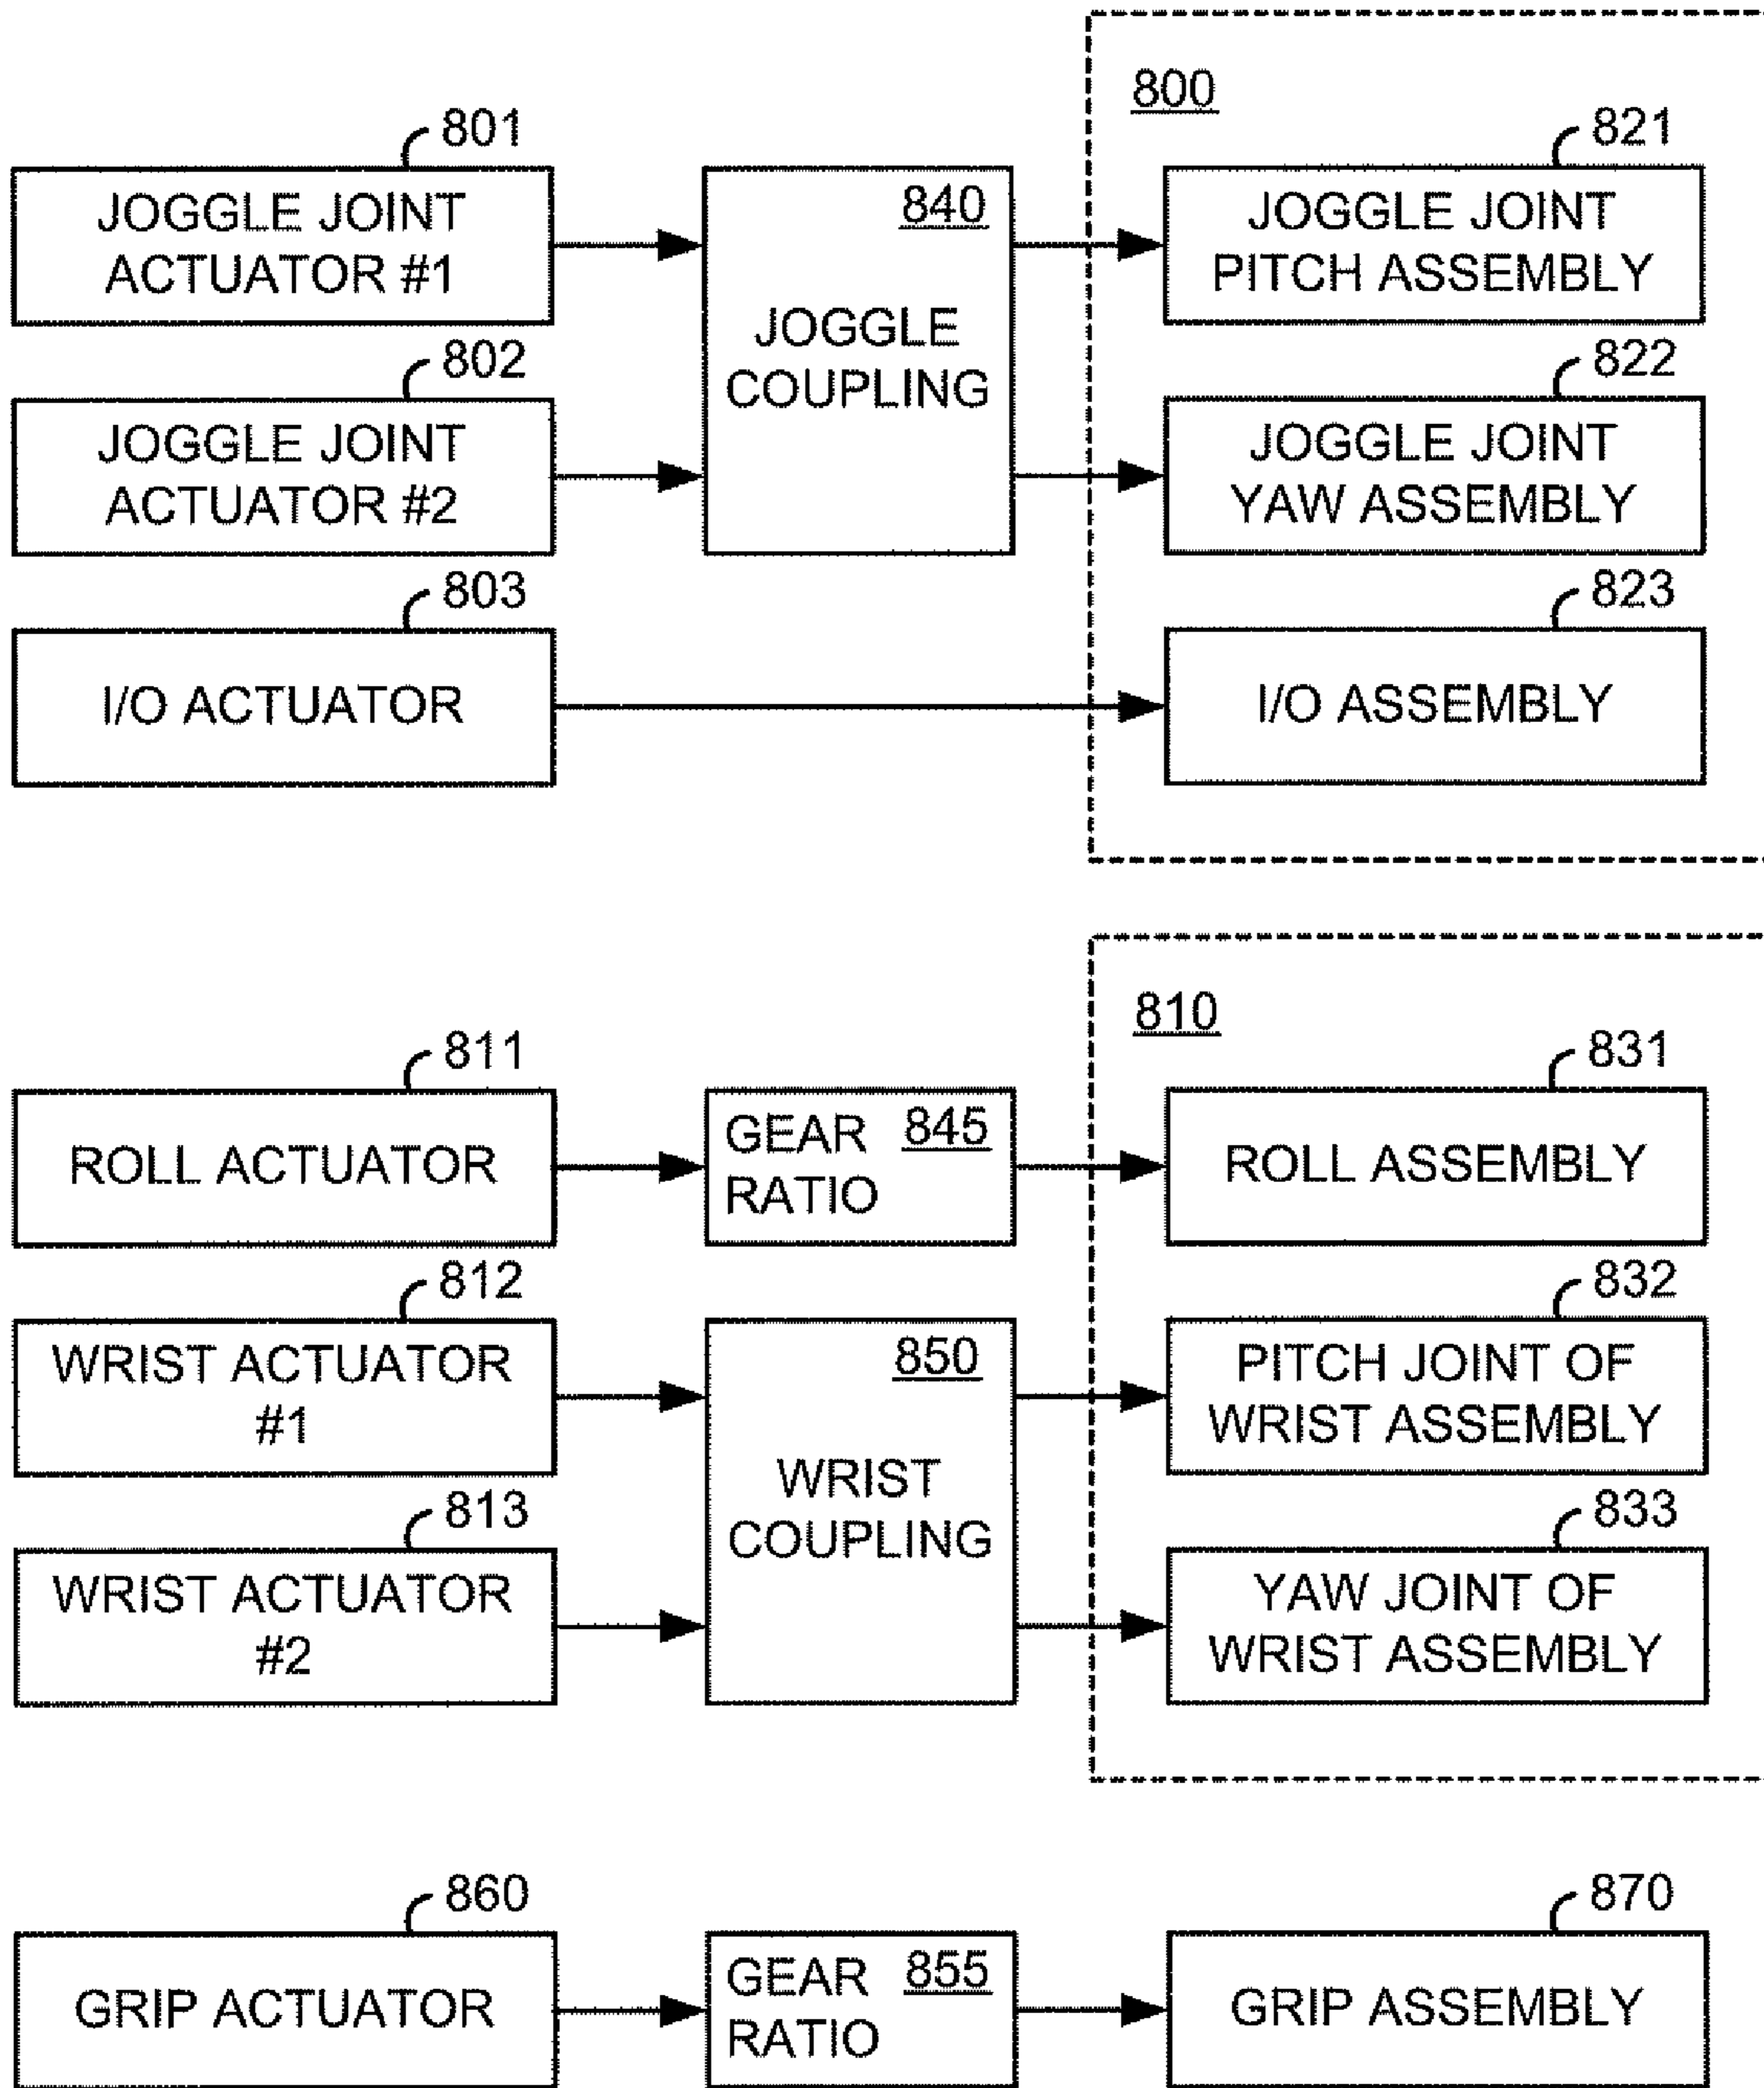 800
801
821
JOGGLE JOINT
ACTUATOR #1
840
JOGGLE
COUPLING
JOGGLE JOINT
PITCH ASSEMBLY
802
822
JOGGLE JOINT
ACTUATOR #2
JOGGLE JOINT
YAW ASSEMBLY
803
823
I/O ACTUATOR
I/O ASSEMBLY
810
811
831
ROLL ACTUATOR
GEAR 845
RATIO
ROLL ASSEMBLY
812
832
WRIST ACTUATOR
#1
850
WRIST
COUPLING
PITCH JOINT OF
WRIST ASSEMBLY
813
833
WRIST ACTUATOR
#2
YAW JOINT OF
WRIST ASSEMBLY
860
870
GRIP ACTUATOR
GEAR 855
RATIO
GRIP ASSEMBLY